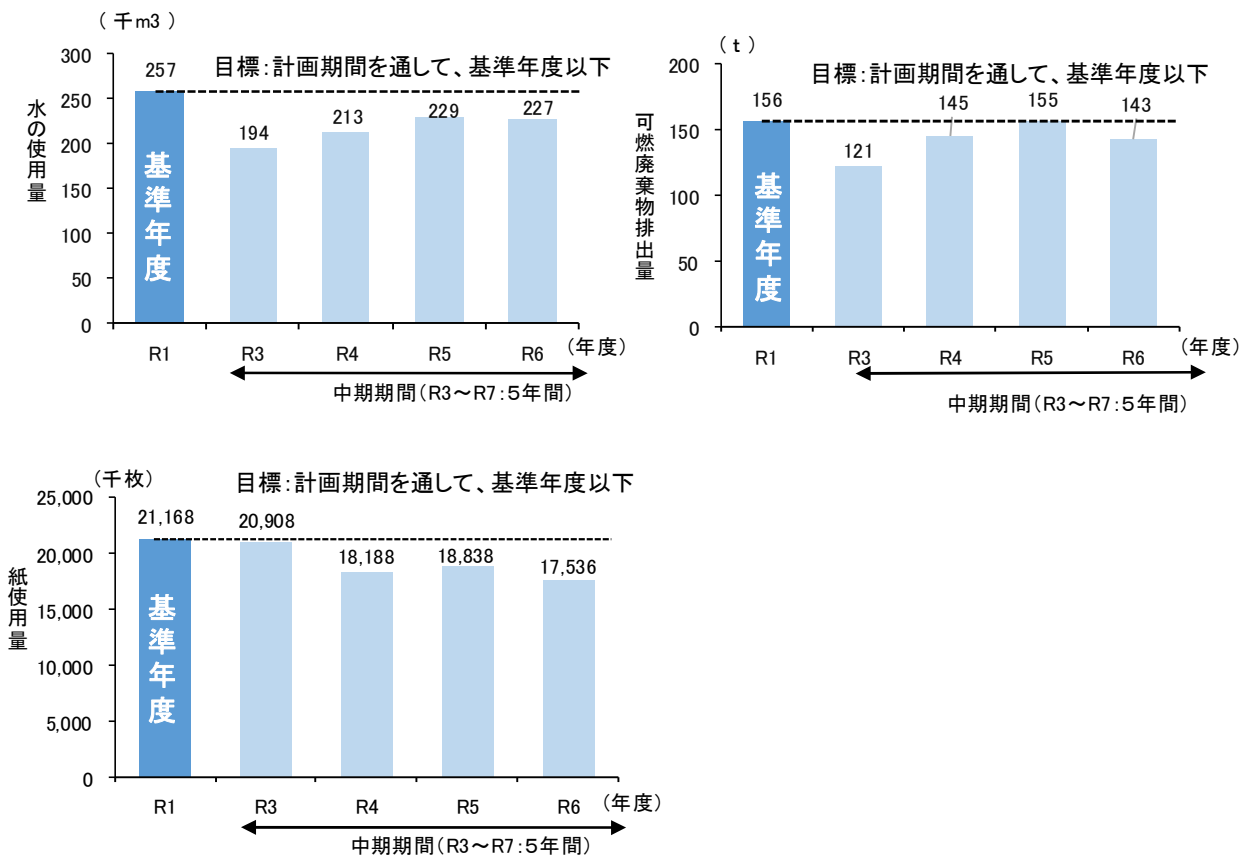 (千m3)
300
250
200
150
100
50
0
水の使用量
目標:計画期間を通して、基準年度以下
257
194
213
229
227
基準年度
R1
R3
R4
R5
R6
(年度)
中期期間(R3～R7:5年間)
(t)
200
150
100
50
0
可燃廃棄物排出量
目標:計画期間を通して、基準年度以下
156
121
145
155
143
基準年度
R1
R3
R4
R5
R6
(年度)
中期期間(R3～R7:5年間)
(千枚)
25,000
20,000
15,000
10,000
5,000
0
紙使用量
目標:計画期間を通して、基準年度以下
21,168
20,908
18,188
18,838
17,536
基準年度
R1
R3
R4
R5
R6
(年度)
中期期間(R3～R7:5年間)